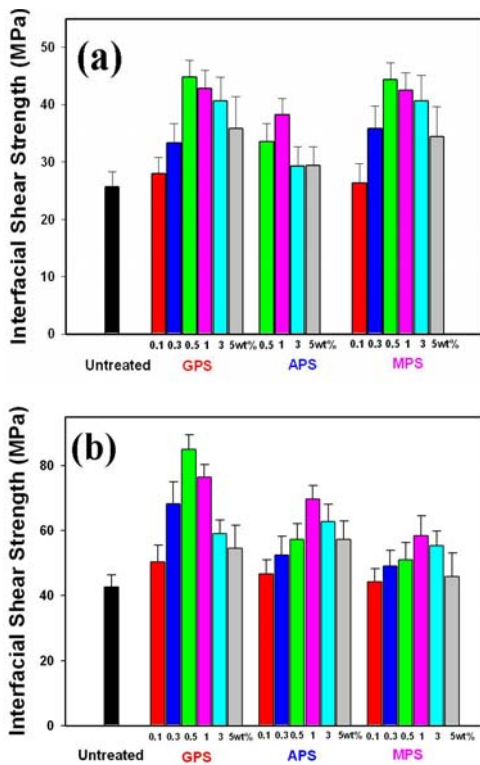 (a)
Interfacial Shear Strength (MPa)
50
40
30
20
10
0
0.1 0.3 0.5 1 3 5wt% 0.5 1 3 5wt% 0.1 0.3 0.5 1 3 5wt%
Untreated GPS APS MPS
(b)
Interfacial Shear Strength (MPa)
80
60
40
20
0
0.1 0.3 0.5 1 3 5wt% 0.1 0.3 0.5 1 3 5wt% 0.1 0.3 0.5 1 3 5wt%
Untreated GPS APS MPS